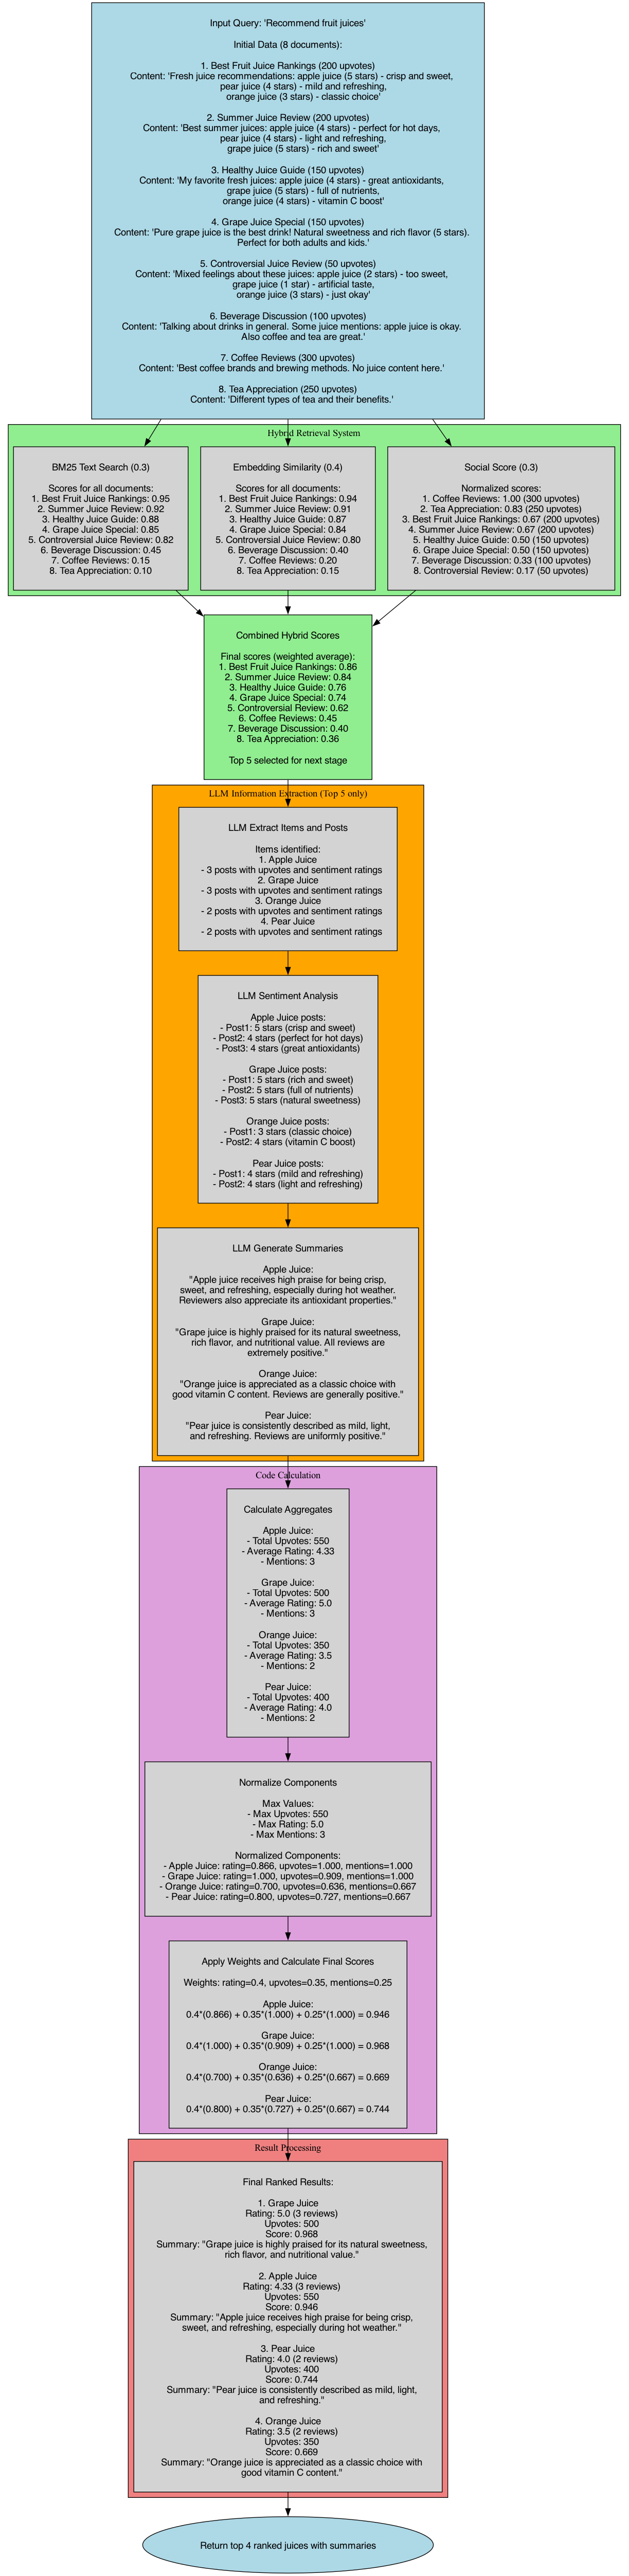 Input Query: 'Recommend fruit juices'
Initial Data (8 documents):
1. Best Fruit Juice Rankings (200 upvotes)
Content: 'Fresh juice recommendations: apple juice (5 stars) - crisp and sweet,
pear juice (4 stars) - mild and refreshing,
orange juice (3 stars) - classic choice'
2. Summer Juice Review (200 upvotes)
Content: 'Best summer juices: apple juice (4 stars) - perfect for hot days,
pear juice (4 stars) - light and refreshing,
grape juice (5 stars) - rich and sweet'
3. Healthy Juice Guide (150 upvotes)
Content: 'My favorite fresh juices: apple juice (4 stars) - great antioxidants,
grape juice (5 stars) - full of nutrients,
orange juice (4 stars) - vitamin C boost'
4. Grape Juice Special (150 upvotes)
Content: 'Pure grape juice is the best drink! Natural sweetness and rich flavor (5 stars).
Perfect for both adults and kids.'
5. Controversial Juice Review (50 upvotes)
Content: 'Mixed feelings about these juices: apple juice (2 stars) - too sweet,
grape juice (1 star) - artificial taste,
orange juice (3 stars) - just okay'
6. Beverage Discussion (100 upvotes)
Content: 'Talking about drinks in general. Some juice mentions: apple juice is okay.
Also coffee and tea are great.'
7. Coffee Reviews (300 upvotes)
Content: 'Best coffee brands and brewing methods. No juice content here.'
8. Tea Appreciation (250 upvotes)
Content: 'Different types of tea and their benefits.'
Hybrid Retrieval System
BM25 Text Search (0.3)
Scores for all documents:
1. Best Fruit Juice Rankings: 0.95
2. Summer Juice Review: 0.92
3. Healthy Juice Guide: 0.88
4. Grape Juice Special: 0.85
5. Controversial Juice Review: 0.82
6. Beverage Discussion: 0.45
7. Coffee Reviews: 0.15
8. Tea Appreciation: 0.10
Embedding Similarity (0.4)
Scores for all documents:
1. Best Fruit Juice Rankings: 0.94
2. Summer Juice Review: 0.91
3. Healthy Juice Guide: 0.87
4. Grape Juice Special: 0.84
5. Controversial Juice Review: 0.80
6. Beverage Discussion: 0.40
7. Coffee Reviews: 0.20
8. Tea Appreciation: 0.15
Social Score (0.3)
Normalized scores:
1. Coffee Reviews: 1.00 (300 upvotes)
2. Tea Appreciation: 0.83 (250 upvotes)
3. Best Fruit Juice Rankings: 0.67 (200 upvotes)
4. Summer Juice Review: 0.67 (200 upvotes)
5. Healthy Juice Guide: 0.50 (150 upvotes)
6. Grape Juice Special: 0.50 (150 upvotes)
7. Beverage Discussion: 0.33 (100 upvotes)
8. Controversial Review: 0.17 (50 upvotes)
Combined Hybrid Scores
Final scores (weighted average):
1. Best Fruit Juice Rankings: 0.86
2. Summer Juice Review: 0.84
3. Healthy Juice Guide: 0.76
4. Grape Juice Special: 0.74
5. Controversial Review: 0.62
6. Coffee Reviews: 0.45
7. Beverage Discussion: 0.40
8. Tea Appreciation: 0.36
Top 5 selected for next stage
LLM Information Extraction (Top 5 only)
LLM Extract Items and Posts
Items identified:
1. Apple Juice
- 3 posts with upvotes and sentiment ratings
2. Grape Juice
- 3 posts with upvotes and sentiment ratings
3. Orange Juice
- 2 posts with upvotes and sentiment ratings
4. Pear Juice
- 2 posts with upvotes and sentiment ratings
LLM Sentiment Analysis
Apple Juice posts:
- Post1: 5 stars (crisp and sweet)
- Post2: 4 stars (perfect for hot days)
- Post3: 4 stars (great antioxidants)
Grape Juice posts:
- Post1: 5 stars (rich and sweet)
- Post2: 5 stars (full of nutrients)
- Post3: 5 stars (natural sweetness)
Orange Juice posts:
- Post1: 3 stars (classic choice)
- Post2: 4 stars (vitamin C boost)
Pear Juice posts:
- Post1: 4 stars (mild and refreshing)
- Post2: 4 stars (light and refreshing)
LLM Generate Summaries
Apple Juice:
"Apple juice receives high praise for being crisp,
sweet, and refreshing, especially during hot weather.
Reviewers also appreciate its antioxidant properties."
Grape Juice:
"Grape juice is highly praised for its natural sweetness,
rich flavor, and nutritional value. All reviews are
extremely positive."
Orange Juice:
"Orange juice is appreciated as a classic choice with
good vitamin C content. Reviews are generally positive."
Pear Juice:
"Pear juice is consistently described as mild, light,
and refreshing. Reviews are uniformly positive."
Code Calculation
Calculate Aggregates
Apple Juice:
- Total Upvotes: 550
- Average Rating: 4.33
- Mentions: 3
Grape Juice:
- Total Upvotes: 500
- Average Rating: 5.0
- Mentions: 3
Orange Juice:
- Total Upvotes: 350
- Average Rating: 3.5
- Mentions: 2
Pear Juice:
- Total Upvotes: 400
- Average Rating: 4.0
- Mentions: 2
Normalize Components
Max Values:
- Max Upvotes: 550
- Max Rating: 5.0
- Max Mentions: 3
Normalized Components:
- Apple Juice: rating=0.866, upvotes=1.000, mentions=1.000
- Grape Juice: rating=1.000, upvotes=0.909, mentions=1.000
- Orange Juice: rating=0.700, upvotes=0.636, mentions=0.667
- Pear Juice: rating=0.800, upvotes=0.727, mentions=0.667
Apply Weights and Calculate Final Scores
Weights: rating=0.4, upvotes=0.35, mentions=0.25
Apple Juice:
0.4*(0.866) + 0.35*(1.000) + 0.25*(1.000) = 0.946
Grape Juice:
0.4*(1.000) + 0.35*(0.909) + 0.25*(1.000) = 0.968
Orange Juice:
0.4*(0.700) + 0.35*(0.636) + 0.25*(0.667) = 0.669
Pear Juice:
0.4*(0.800) + 0.35*(0.727) + 0.25*(0.667) = 0.744
Result Processing
Final Ranked Results:
1. Grape Juice
Rating: 5.0 (3 reviews)
Upvotes: 500
Score: 0.968
Summary: "Grape juice is highly praised for its natural sweetness,
rich flavor, and nutritional value."
2. Apple Juice
Rating: 4.33 (3 reviews)
Upvotes: 550
Score: 0.946
Summary: "Apple juice receives high praise for being crisp,
sweet, and refreshing, especially during hot weather."
3. Pear Juice
Rating: 4.0 (2 reviews)
Upvotes: 400
Score: 0.744
Summary: "Pear juice is consistently described as mild, light,
and refreshing."
4. Orange Juice
Rating: 3.5 (2 reviews)
Upvotes: 350
Score: 0.669
Summary: "Orange juice is appreciated as a classic choice with
good vitamin C content."
Return top 4 ranked juices with summaries